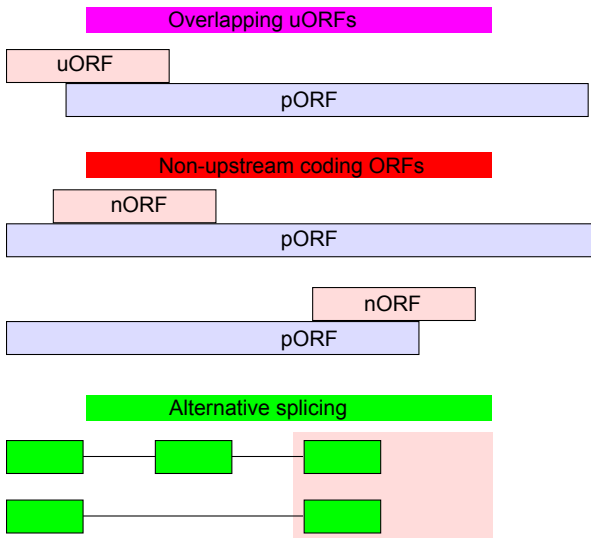 Overlapping uORFs
uORF
pORF
Non-upstream coding ORFs
nORF
pORF
nORF
pORF
Alternative splicing